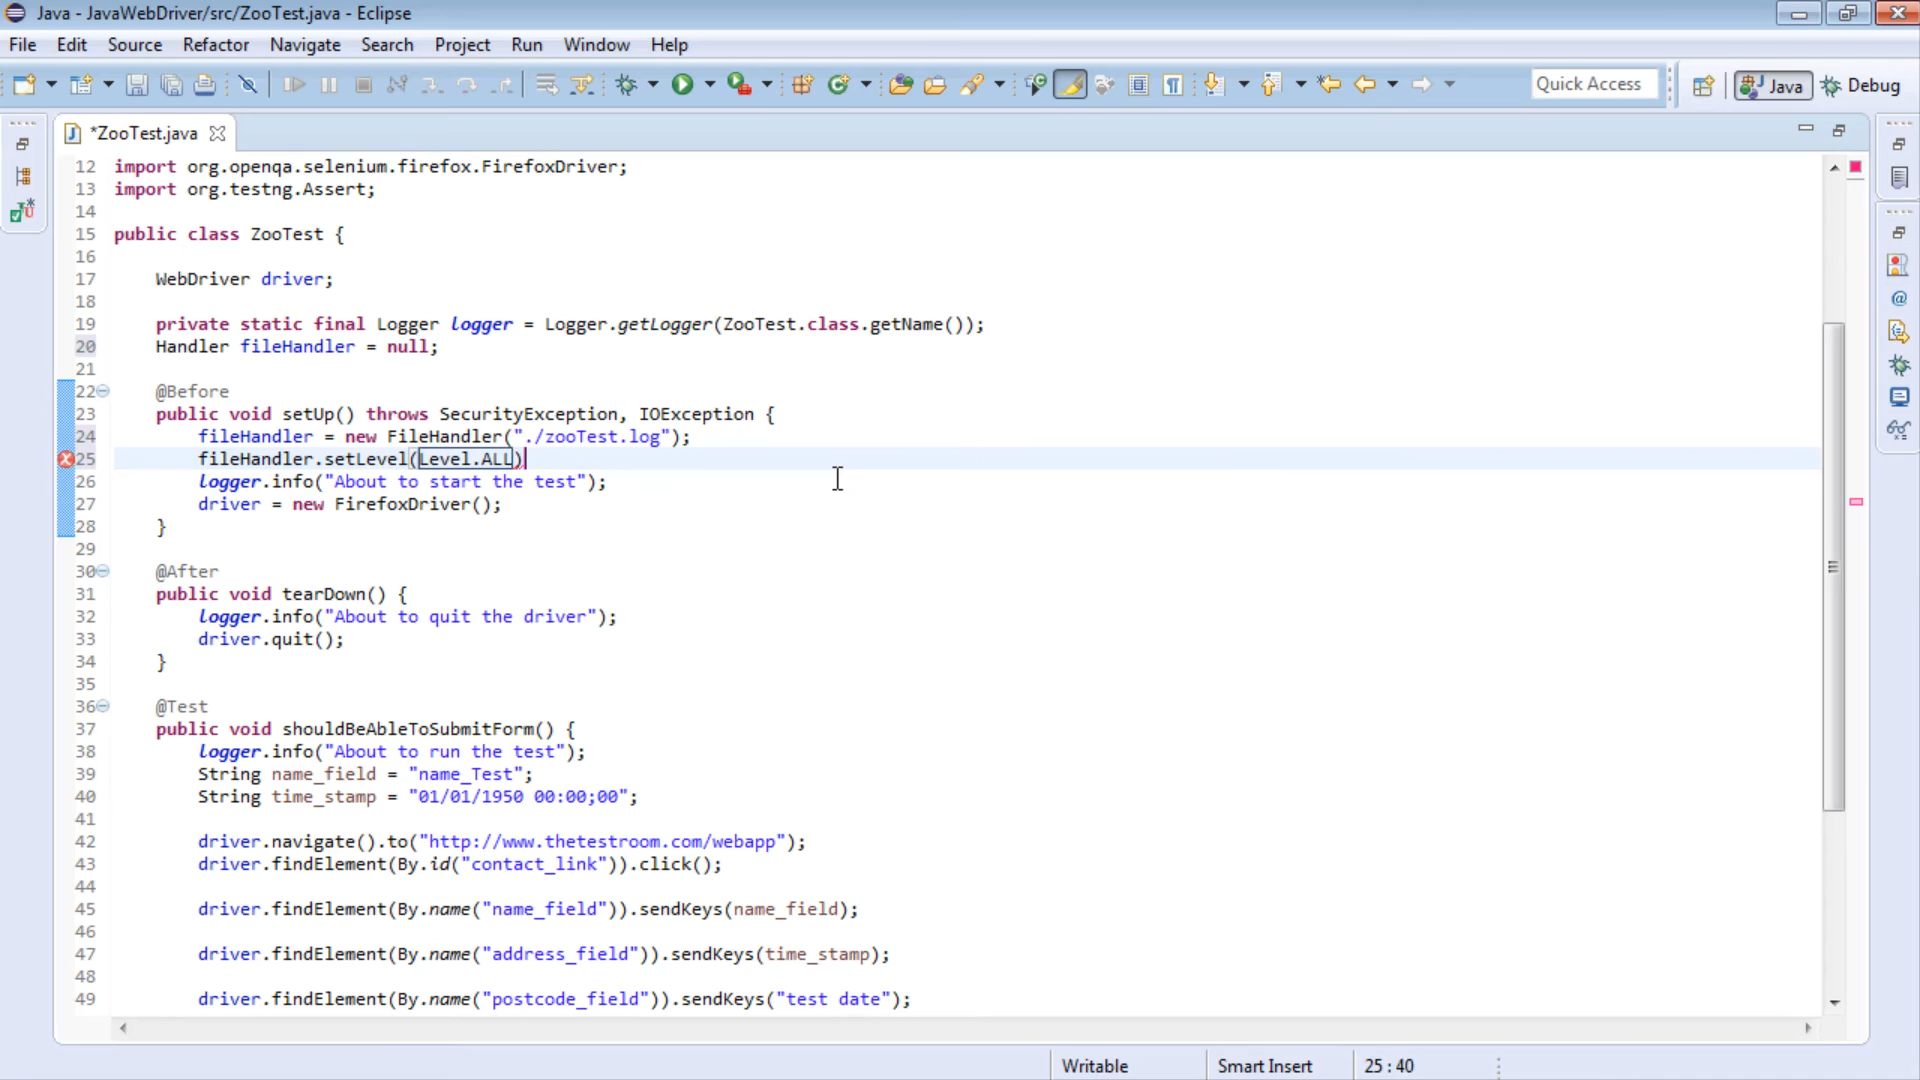 Java - JavaWebDriver/src/ZooTest.java - Eclipse
File Edit Source Refactor Navigate Search Project Run Window Help
Quick Access Java Debug
*ZooTest.java
12 import org.openqa.selenium.firefox.FirefoxDriver;
13 import org.testng.Assert;
14
15 public class ZooTest {
16
17 WebDriver driver;
18
19 private static final Logger logger = Logger.getLogger(ZooTest.class.getName());
20 Handler fileHandler = null;
21
22 @Before
23 public void setUp() throws SecurityException, IOException {
24 fileHandler = new FileHandler("./zooTest.log");
25 fileHandler.setLevel(Level.ALL)
26 logger.info("About to start the test");
27 driver = new FirefoxDriver();
28 }
29
30 @After
31 public void tearDown() {
32 logger.info("About to quit the driver");
33 driver.quit();
34 }
35
36 @Test
37 public void shouldBeAbleToSubmitForm() {
38 logger.info("About to run the test");
39 String name_field = "name_Test";
40 String time_stamp = "01/01/1950 00:00;00";
41
42 driver.navigate().to("http://www.thetestroom.com/webapp");
43 driver.findElement(By.id("contact_link")).click();
44
45 driver.findElement(By.name("name_field")).sendKeys(name_field);
46
47 driver.findElement(By.name("address_field")).sendKeys(time_stamp);
48
49 driver.findElement(By.name("postcode_field")).sendKeys("test date");
Writable Smart Insert 25 : 40